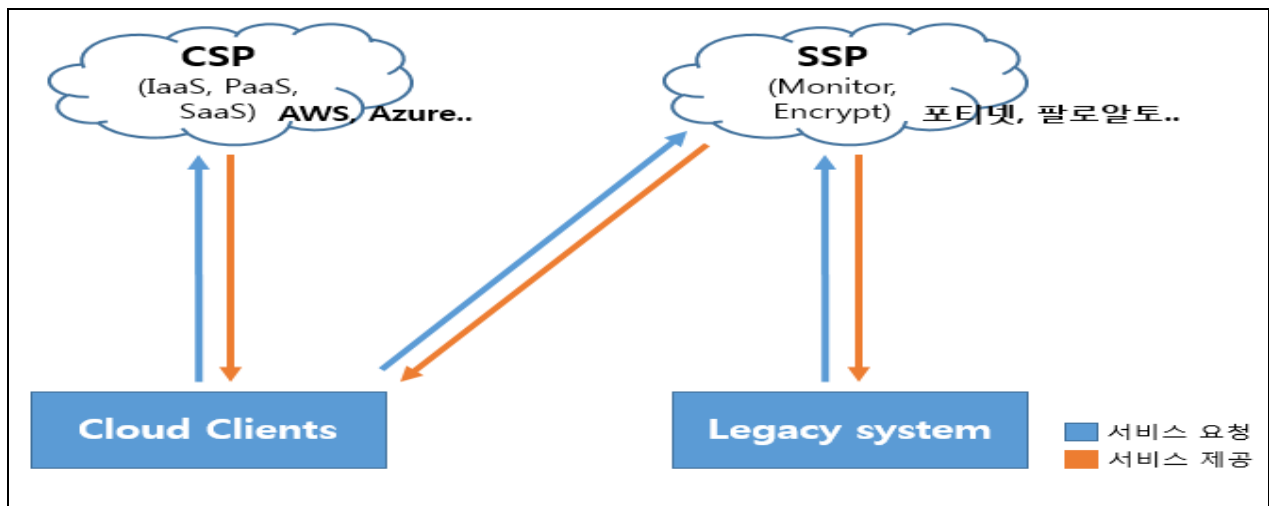 CSP
(IaaS, PaaS,
SaaS) AWS, Azure..
SSP
(Monitor,
Encrypt) 포티넷, 팔로알토..
Cloud Clients
Legacy system
서비스 요청
서비스 제공